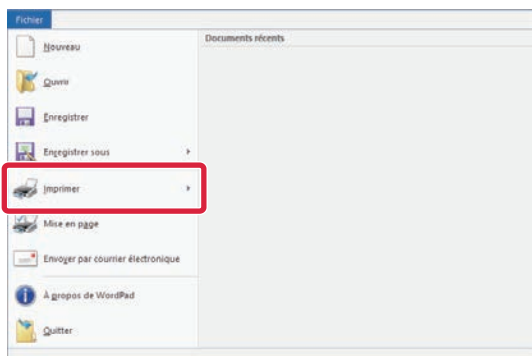 Fichier
Documents récents
Nouveau
Ouvrir
Enregistrer
Enregistrer sous
Imprimer
Mise en page
Envoyer par courrier électronique
À propos de WordPad
Quitter